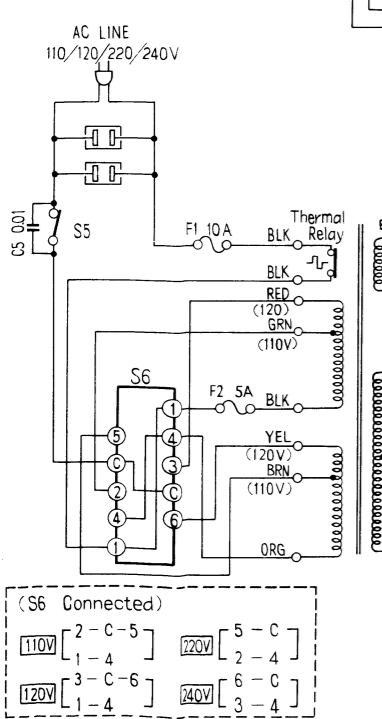 AC LINE
110/120/220/240V
C5 0.01
S5
F1 10A
BLK
Thermal
Relay
BLK
RED
(120)
GRN
(110V)
S6
F2 5A
BLK
1
5
4
YEL
(120V)
C
3
BRN
(110V)
2
C
4
6
1
ORG
(S6 Connected)
110V 2-C-5
1-4
220V 5-C
2-4
120V 3-C-6
1-4
240V 6-C
3-4